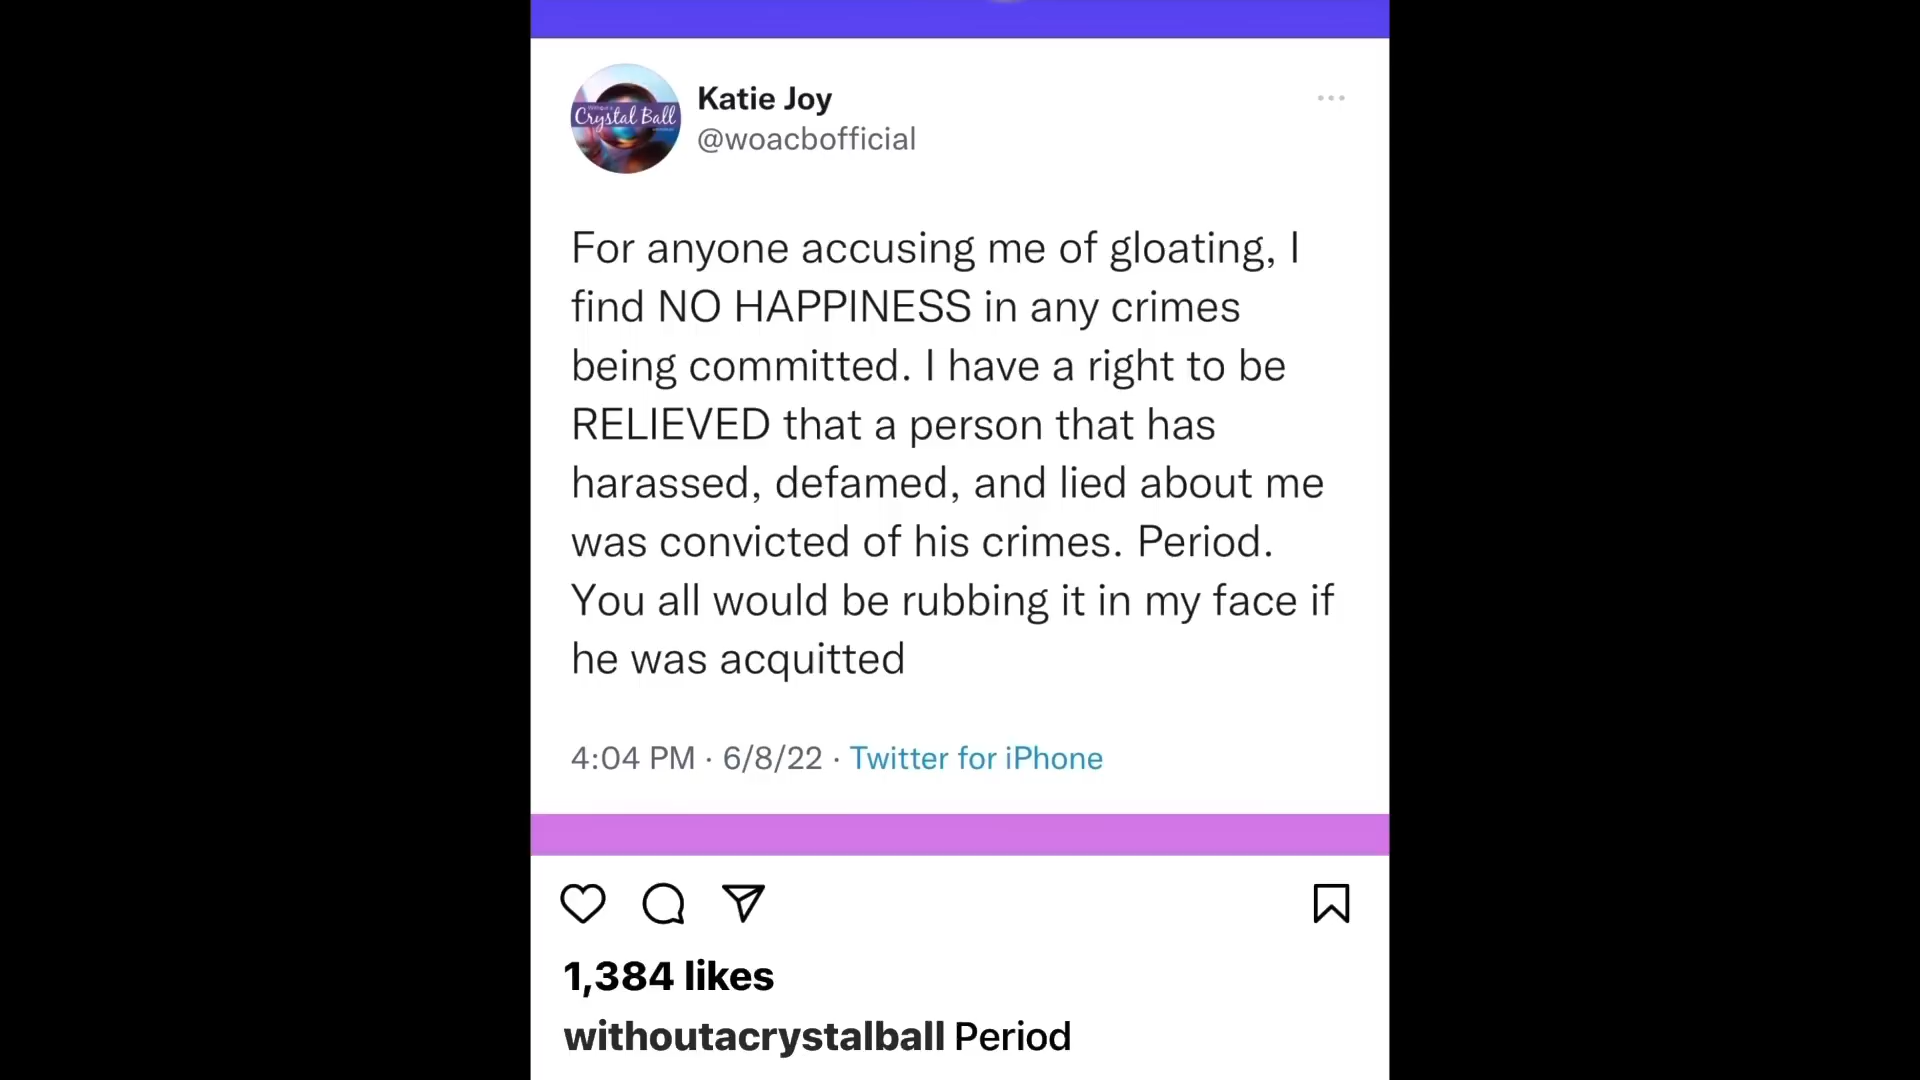 Crystal Ball
Katie Joy
@woacbofficial
For anyone accusing me of gloating, I
find NO HAPPINESS in any crimes
being committed. I have a right to be
RELIEVED that a person that has
harassed, defamed, and lied about me
was convicted of his crimes. Period.
You all would be rubbing it in my face if
he was acquitted
4:04 PM · 6/8/22 · Twitter for iPhone
1,384 likes
withoutacrystalball Period